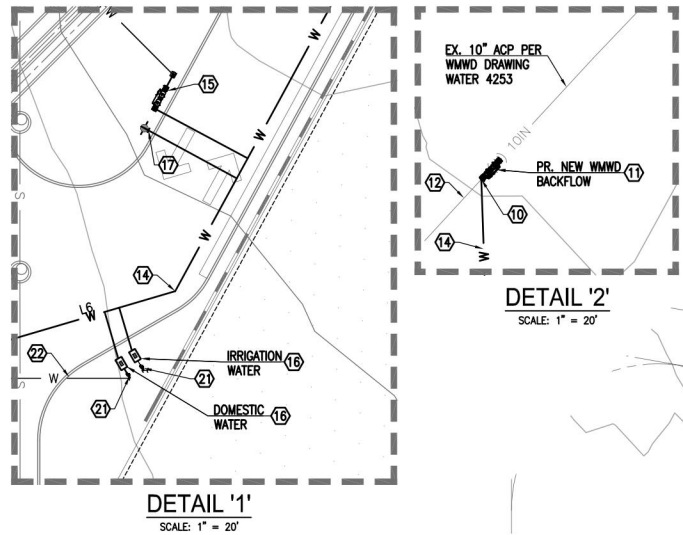 W
15
17
W
W
14
L6
W
S
22
IRRIGATION
WATER
16
21
S
W
21
DOMESTIC
WATER
16
DETAIL '1'
SCALE: 1" = 20'
EX. 10" ACP PER
WMWD DRAWING
WATER 4253
10IN
PR. NEW WMWD
BACKFLOW
11
12
10
14
W
DETAIL '2'
SCALE: 1" = 20'